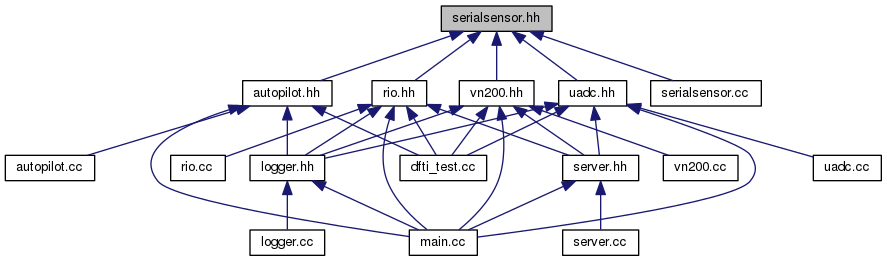 serialsensor.hh
autopilot.hh
rio.hh
vn200.hh
uadc.hh
serialsensor.cc
autopilot.cc
rio.cc
logger.hh
dfti_test.cc
server.hh
vn200.cc
uadc.cc
logger.cc
main.cc
server.cc